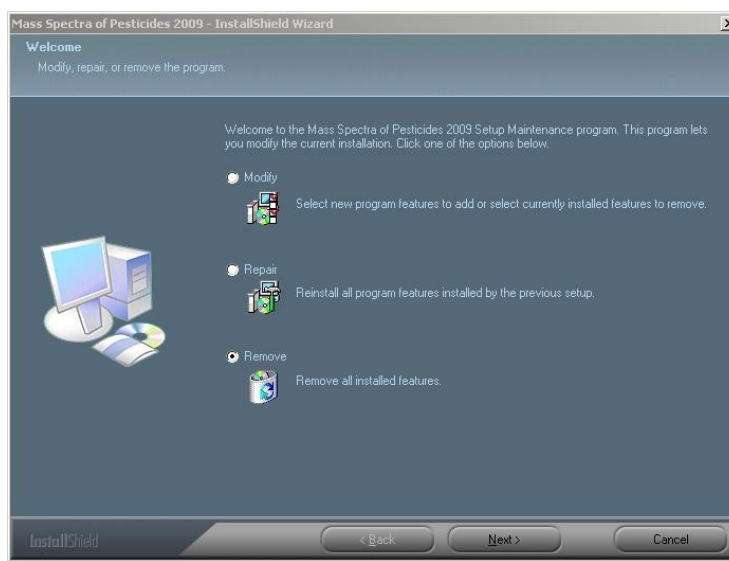 Mass Spectra of Pesticides 2009 - InstallShield Wizard
Welcome
Modify, repair, or remove the program.
Welcome to the Mass Spectra of Pesticides 2009 Setup Maintenance program. This program lets
you modify the current installation. Click one of the options below.
Modify
Select new program features to add or select currently installed features to remove.
Repair
Reinstall all program features installed by the previous setup.
Remove
Remove all installed features.
InstallShield
< Back
Next >
Cancel